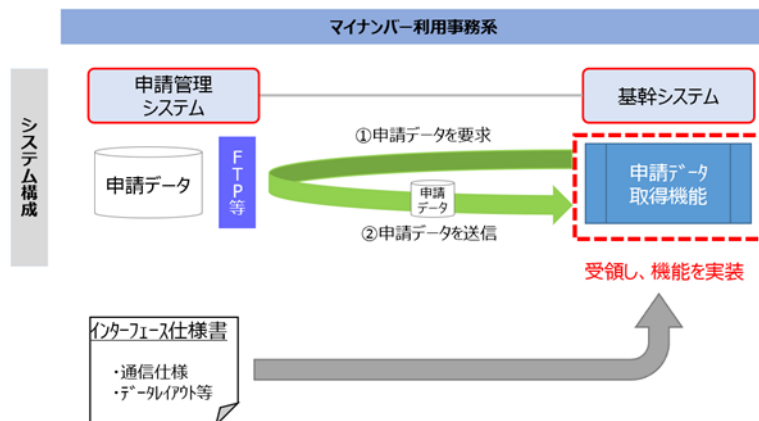 マイナンバー利用事務系
システム構成
申請管理
システム
基幹システム
①申請データを要求
申請データ
FTP等
申請
データ
申請データ
取得機能
②申請データを送信
受領し、機能を実装
インターフェース仕様書
・通信仕様
・データレイアウト等